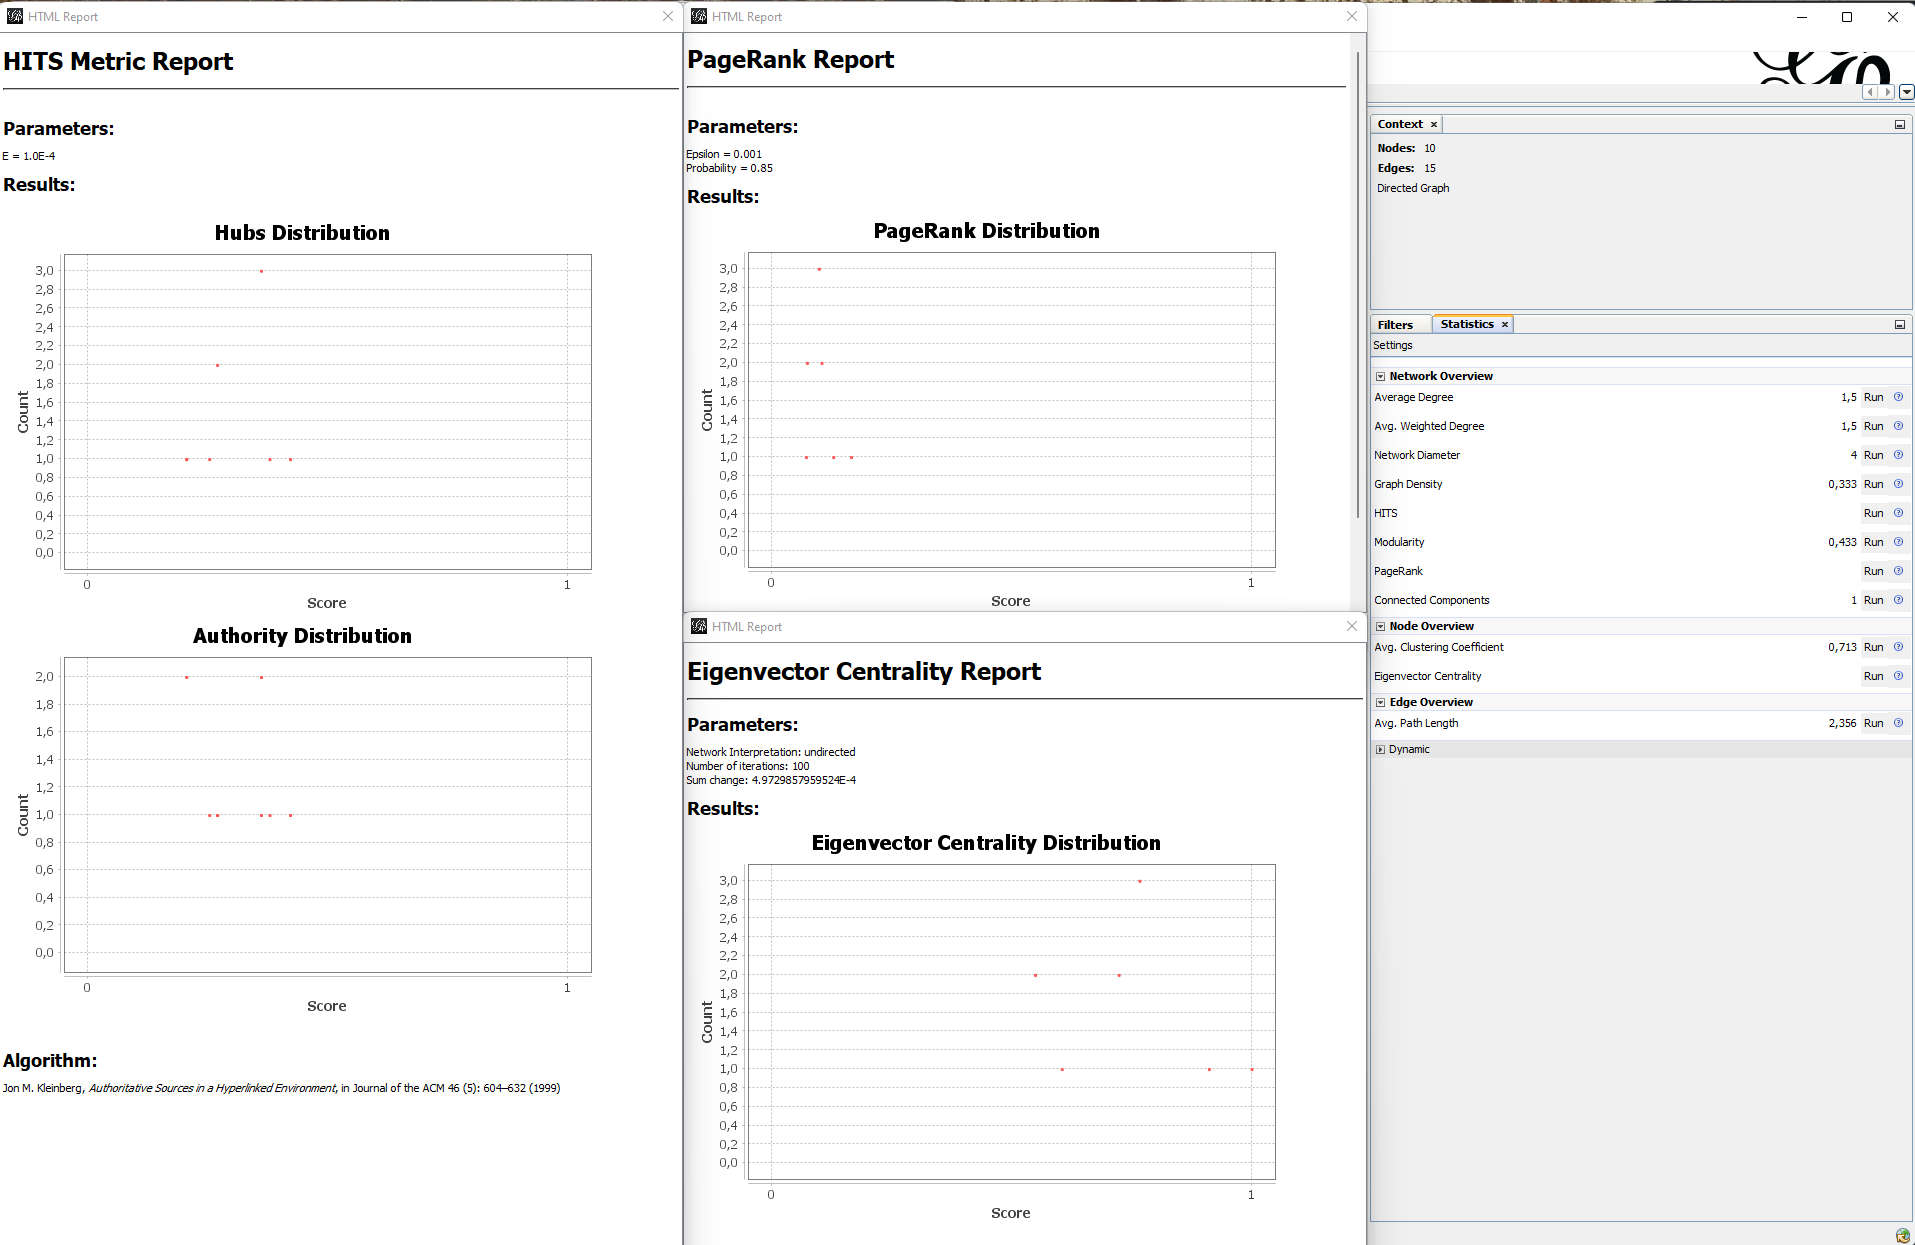 HTML Report
HITS Metric Report
Parameters:
E = 1.0E-4
Results:
Hubs Distribution
3,0
2,8
2,6
2,4
2,2
2,0
1,8
1,6
1,4
1,2
1,0
0,8
0,6
0,4
0,2
0,0
Count
0 1
Score
Authority Distribution
2,0
1,8
1,6
1,4
1,2
1,0
0,8
0,6
0,4
0,2
0,0
Count
0 1
Score
Algorithm:
Jon M. Kleinberg, Authoritative Sources in a Hyperlinked Environment, in Journal of the ACM 46 (5): 604–632 (1999)
HTML Report
PageRank Report
Parameters:
Epsilon = 0.001
Probability = 0.85
Results:
PageRank Distribution
3,0
2,8
2,6
2,4
2,2
2,0
1,8
1,6
1,4
1,2
1,0
0,8
0,6
0,4
0,2
0,0
Count
0 1
Score
HTML Report
Eigenvector Centrality Report
Parameters:
Network Interpretation: undirected
Number of iterations: 100
Sum change: 4.9729857959524E-4
Results:
Eigenvector Centrality Distribution
3,0
2,8
2,6
2,4
2,2
2,0
1,8
1,6
1,4
1,2
1,0
0,8
0,6
0,4
0,2
0,0
Count
0 1
Score
Context
Nodes: 10
Edges: 15
Directed Graph
Filters Statistics
Settings
Network Overview
Average Degree 1,5 Run
Avg. Weighted Degree 1,5 Run
Network Diameter 4 Run
Graph Density 0,333 Run
HITS Run
Modularity 0,433 Run
PageRank Run
Connected Components 1 Run
Node Overview
Avg. Clustering Coefficient 0,713 Run
Eigenvector Centrality Run
Edge Overview
Avg. Path Length 2,356 Run
Dynamic